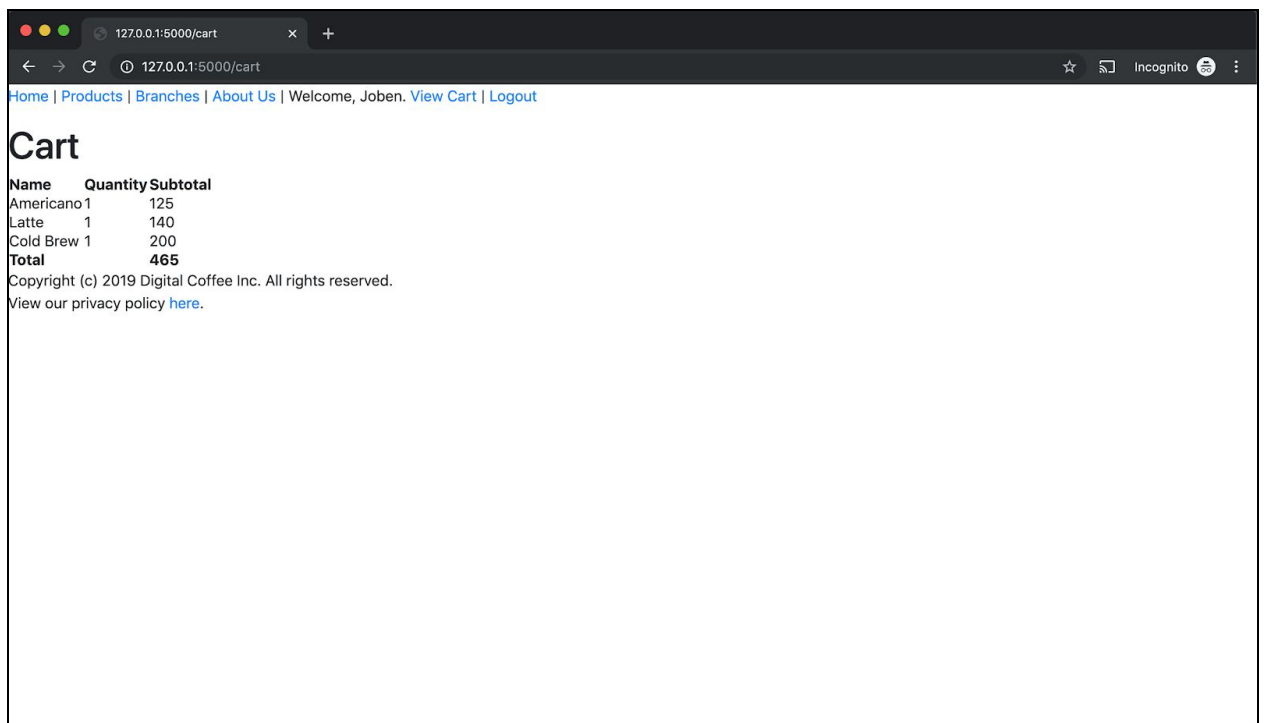 127.0.0.1:5000/cart
127.0.0.1:5000/cart Incognito
Home | Products | Branches | About Us | Welcome, Joben. View Cart | Logout
Cart
Name Quantity Subtotal
Americano 1 125
Latte 1 140
Cold Brew 1 200
Total 465
Copyright (c) 2019 Digital Coffee Inc. All rights reserved.
View our privacy policy here.